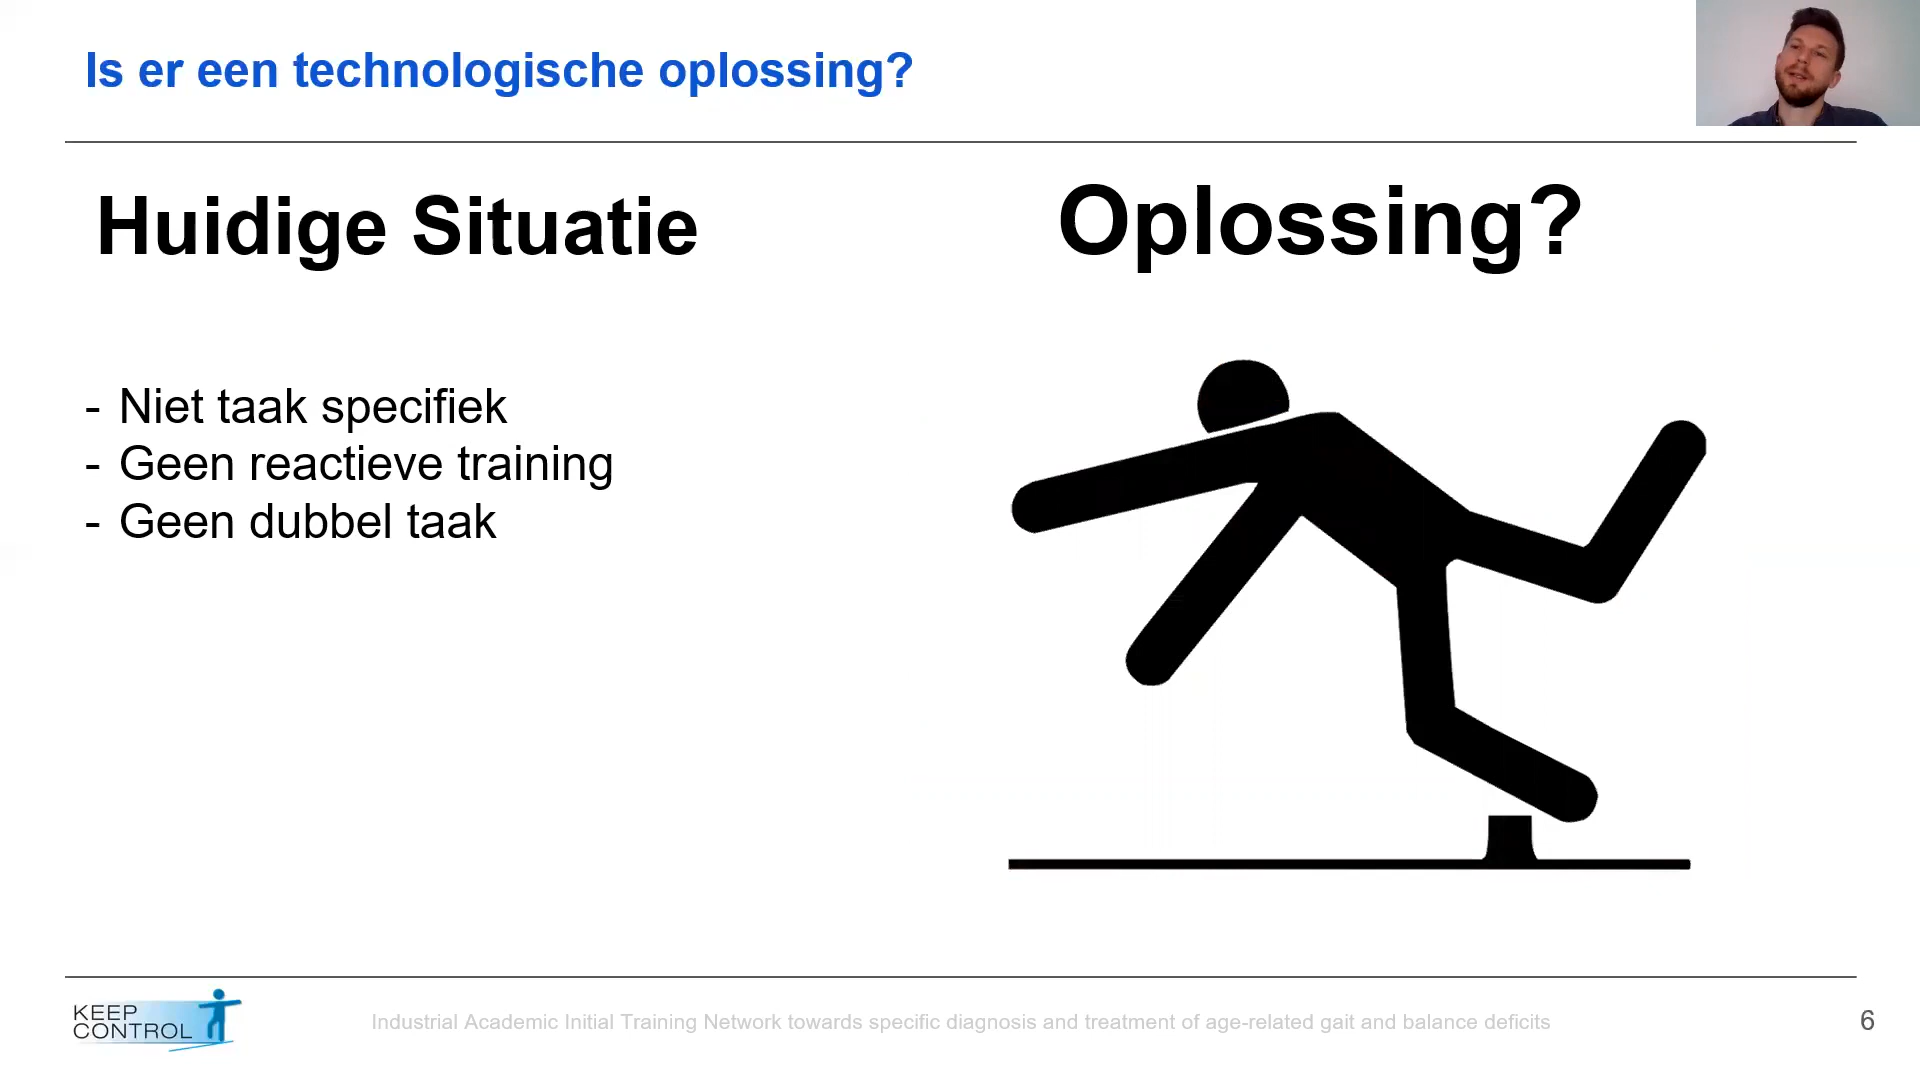 Is er een technologische oplossing?
Huidige Situatie
- Niet taak specifiek
- Geen reactieve training
- Geen dubbel taak
Oplossing?
KEEP
CONTROL
Industrial Academic Initial Training Network towards specific diagnosis and treatment of age-related gait and balance deficits
6